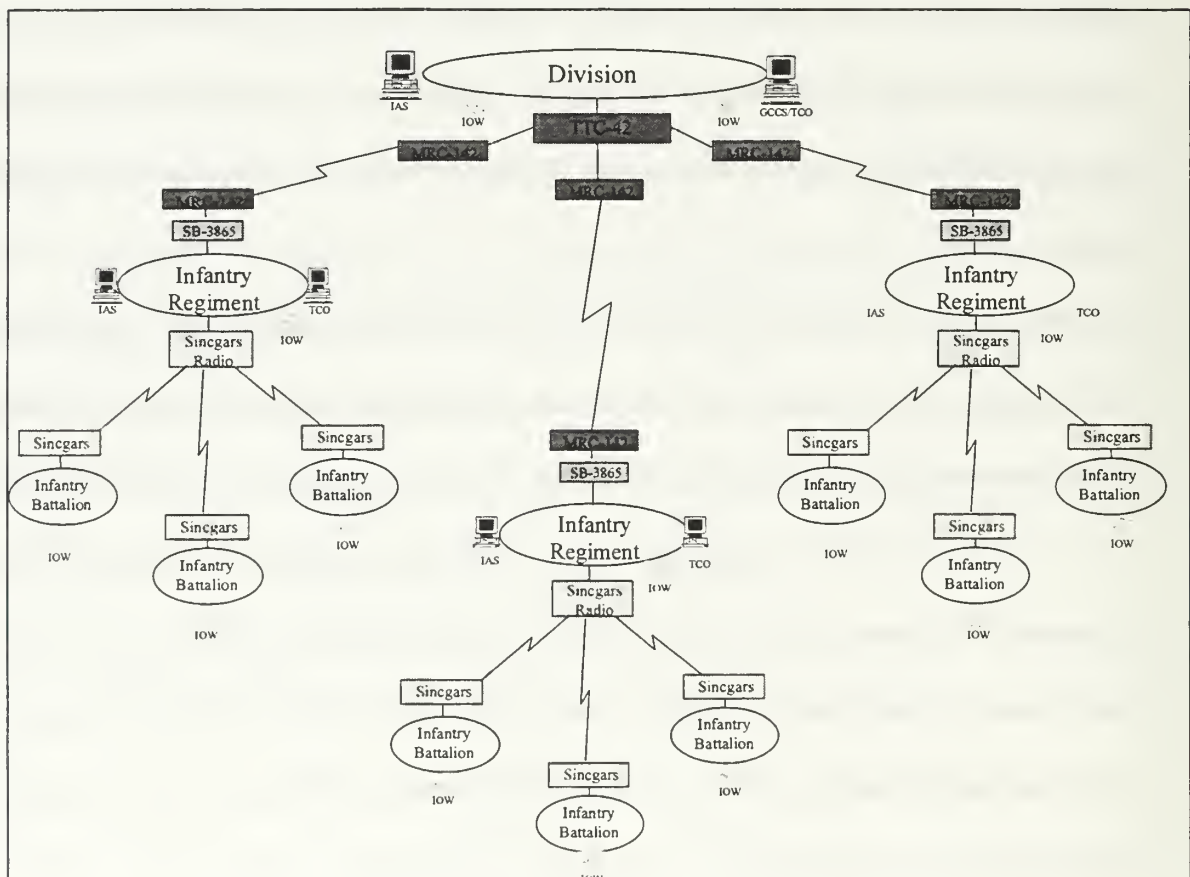 Division
IAS
GCCS/TCO
IOW
IOW
TTC-42
MRC-142
MRC-142
MRC-142
MRC-142
MRC-142
SB-3865
SB-3865
Infantry
Regiment
IAS
TCO
IOW
Infantry
Regiment
IAS
TCO
IOW
Sincgars
Radio
Sincgars
Radio
Sincgars
Infantry
Battalion
IOW
Sincgars
Infantry
Battalion
IOW
Sincgars
Infantry
Battalion
IOW
MRC-142
SB-3865
Infantry
Regiment
IAS
TCO
IOW
Sincgars
Radio
Sincgars
Infantry
Battalion
IOW
Sincgars
Infantry
Battalion
IOW
Sincgars
Infantry
Battalion
IOW
Sincgars
Infantry
Battalion
IOW
Sincgars
Infantry
Battalion
IOW
Sincgars
Infantry
Battalion
IOW